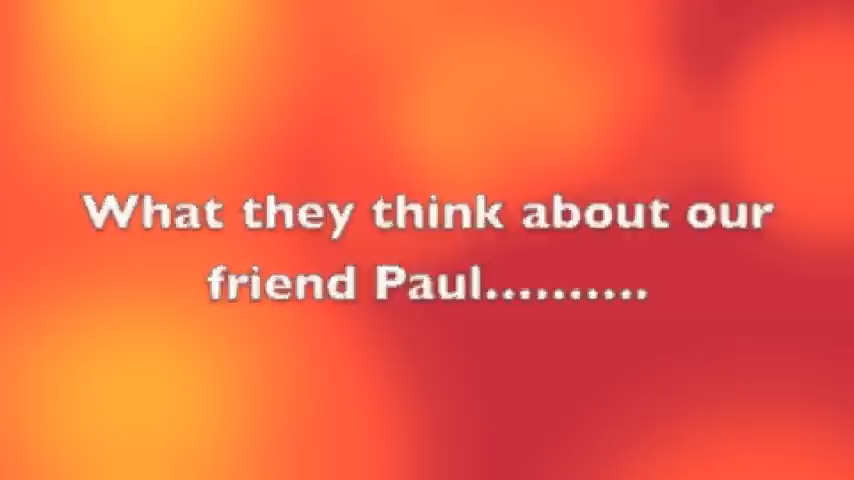 What they think about our
friend Paul..........